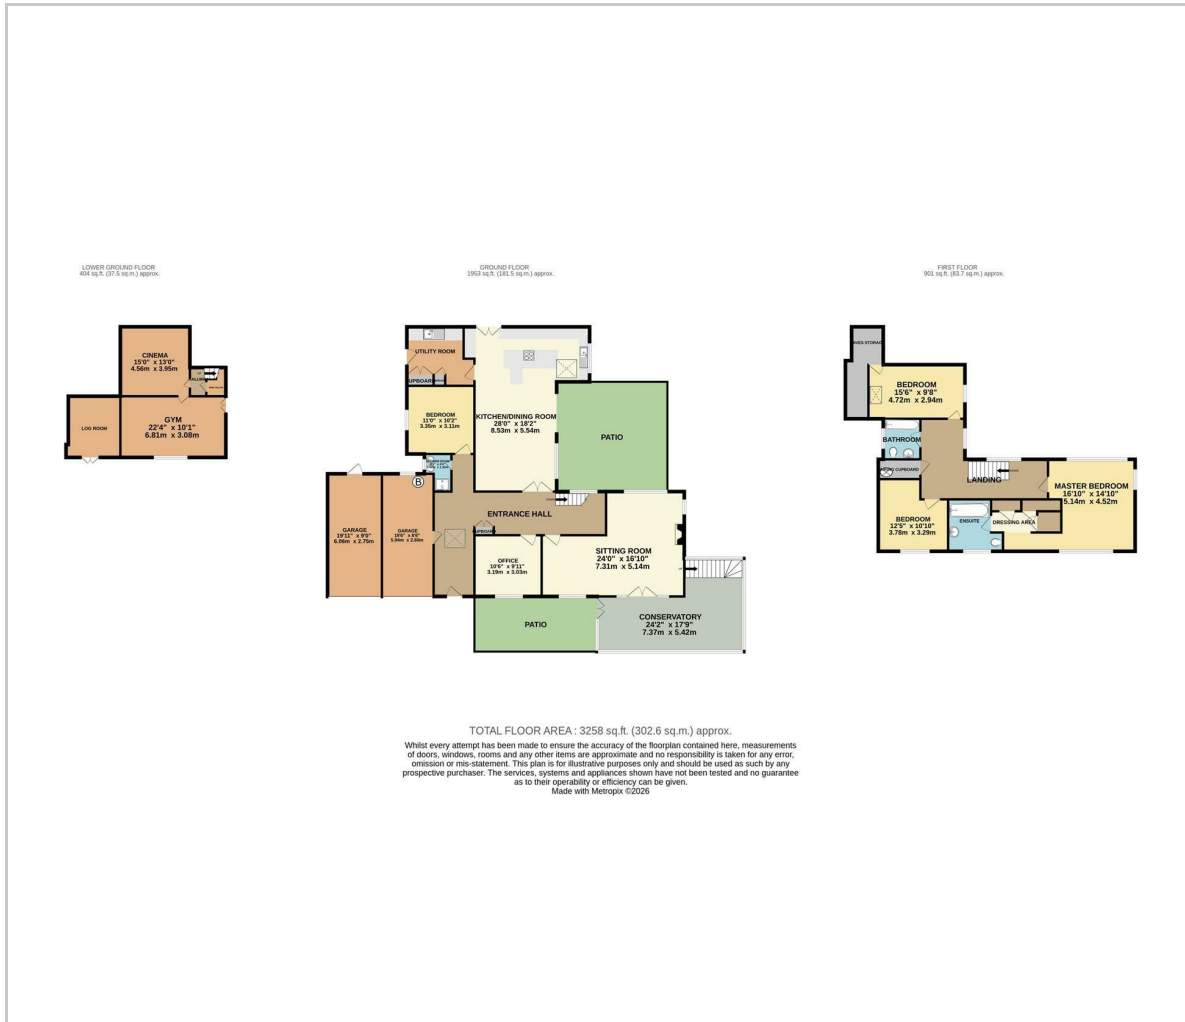 LOWER GROUND FLOOR
404 sq.ft. (37.5 sq.m.) approx.
CINEMA
15'0" x 13'0"
4.56m x 3.95m
LOG ROOM
GYM
22'4" x 10'1"
6.81m x 3.08m
GROUND FLOOR
1953 sq.ft. (181.5 sq.m.) approx.
UTILITY ROOM
UPBOARD
BEDROOM
11'0" x 10'2"
3.35m x 3.11m
KITCHEN/DINING ROOM
28'0" x 18'2"
8.53m x 5.54m
PATIO
B
GARAGE
19'11" x 9'0"
6.06m x 2.75m
GARAGE
19'6" x 8'6"
5.94m x 2.60m
ENTRANCE HALL
CUPBOARD
OFFICE
10'6" x 9'11"
3.19m x 3.03m
SITTING ROOM
24'0" x 16'10"
7.31m x 5.14m
PATIO
CONSERVATORY
24'2" x 17'9"
7.37m x 5.42m
FIRST FLOOR
901 sq.ft. (83.7 sq.m.) approx.
AVES STORAG
BEDROOM
15'6" x 9'8"
4.72m x 2.94m
BATHROOM
CUPBOARD
LANDING
MASTER BEDROOM
16'10" x 14'10"
5.14m x 4.52m
BEDROOM
12'5" x 10'10"
3.78m x 3.29m
ENSUITE
DRESSING AREA
TOTAL FLOOR AREA : 3258 sq.ft. (302.6 sq.m.) approx.
Whilst every attempt has been made to ensure the accuracy of the floorplan contained here, measurements
of doors, windows, rooms and any other items are approximate and no responsibility is taken for any error,
omission or mis-statement. This plan is for illustrative purposes only and should be used as such by any
prospective purchaser. The services, systems and appliances shown have not been tested and no guarantee
as to their operability or efficiency can be given.
Made with Metropix ©2026